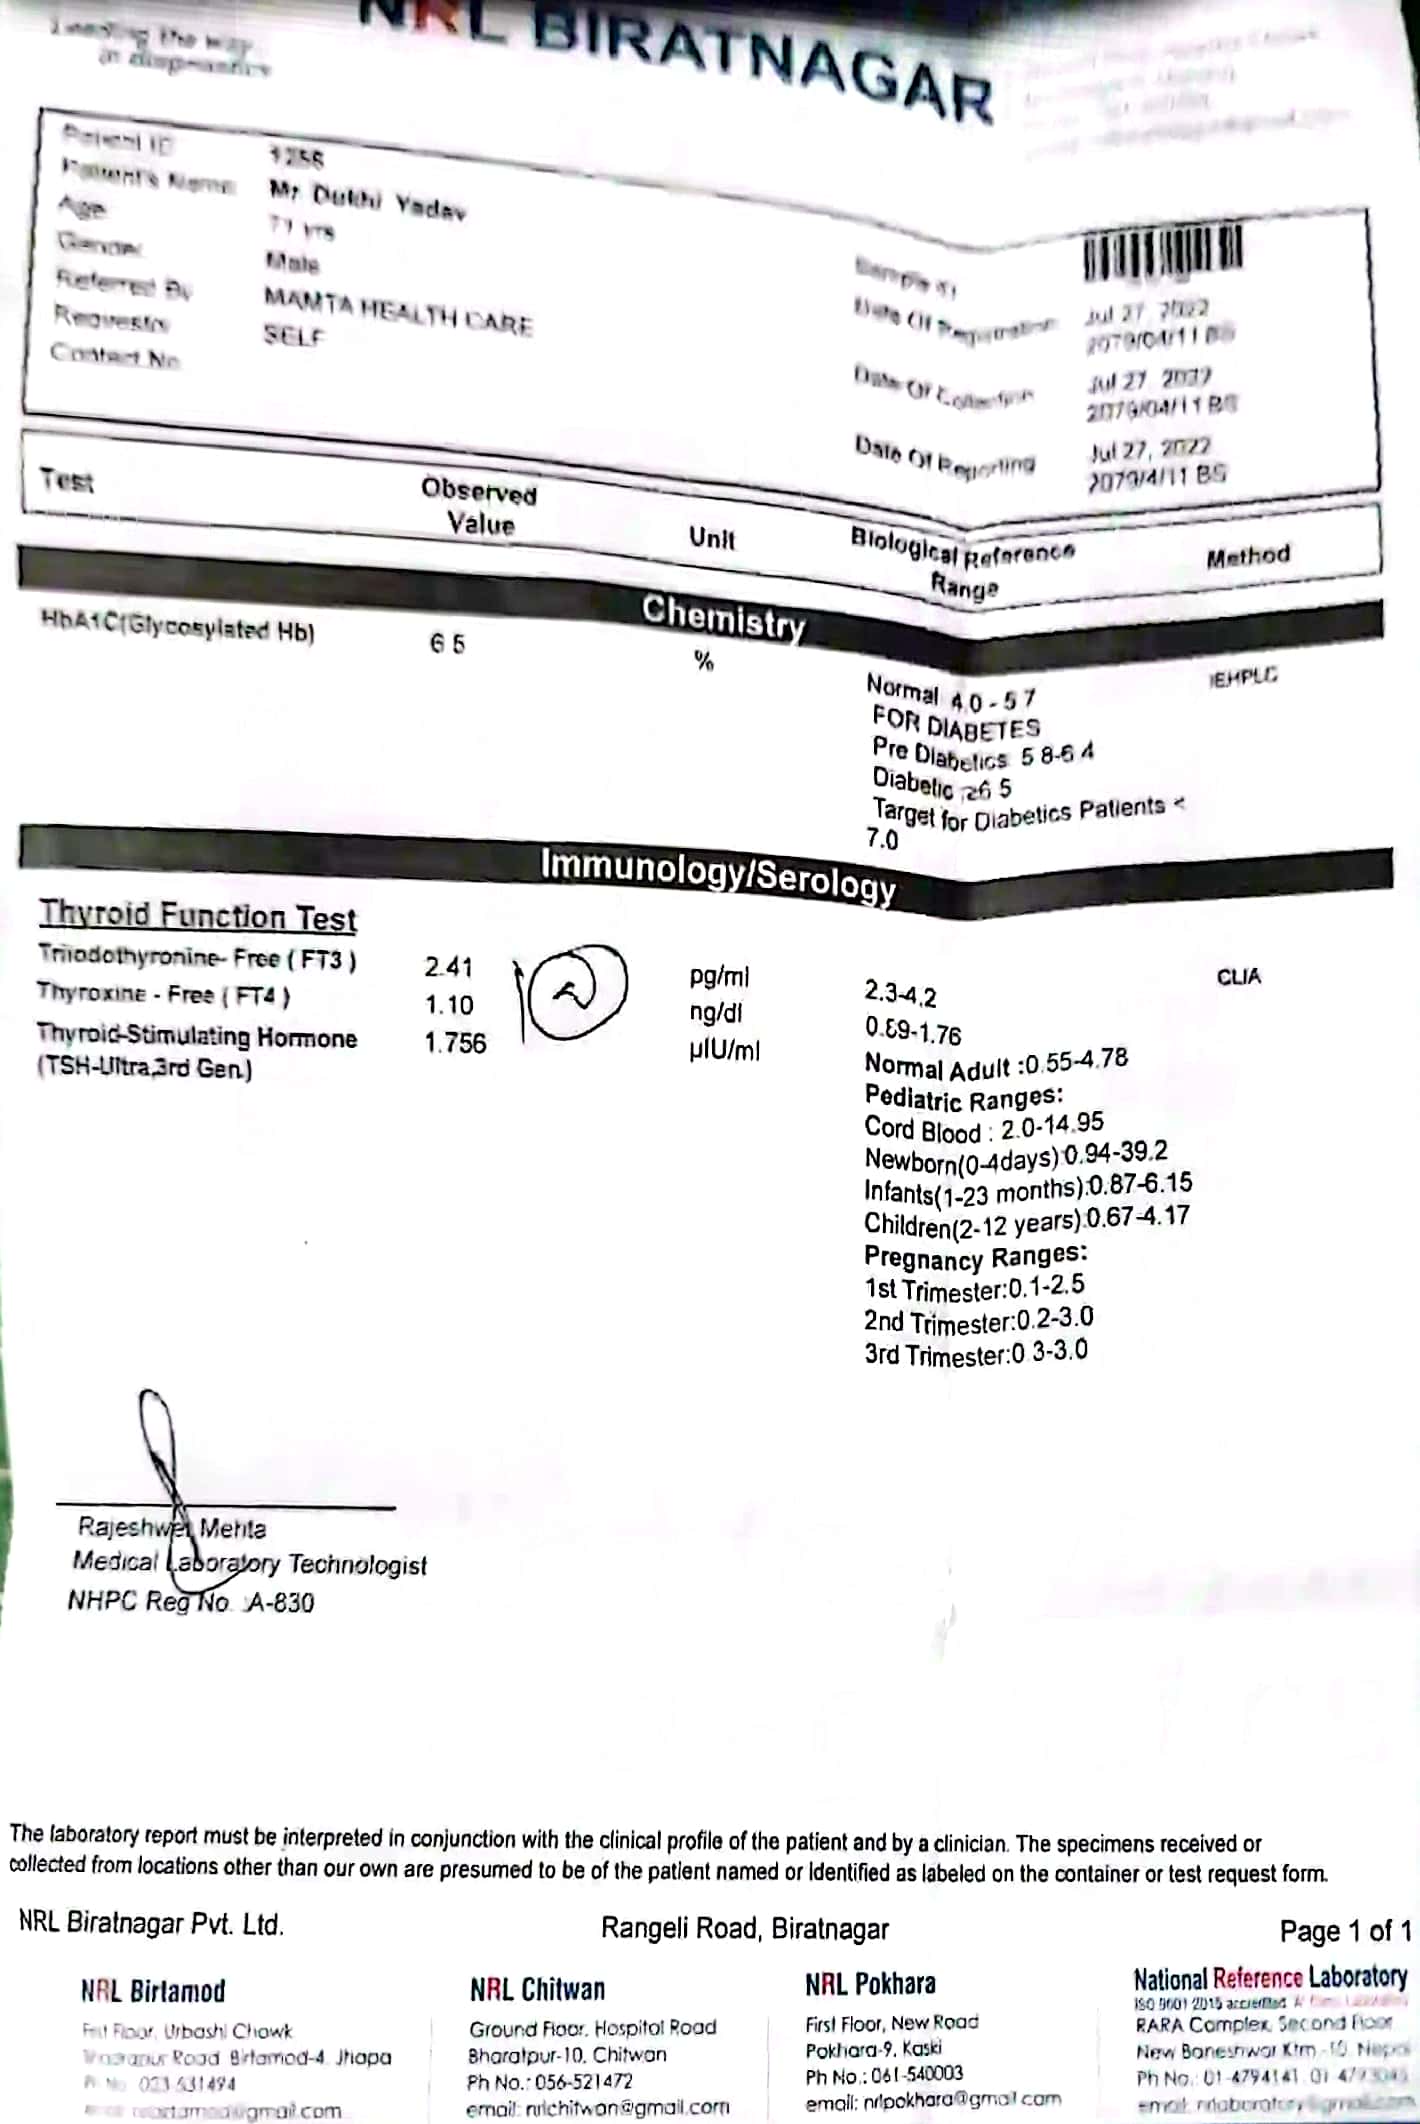 Leading the way
in diagnostics
NRL BIRATNAGAR
Patient ID 1256
Patient's Name Mr Dukhi Yadav
Age yrs
Gender Male
Referred By MAMTA HEALTH CARE
Requestor SELF
Contact No
Sample ID
Date Of Registration Jul 27, 2022
2079/04/11 BS
Date Of Collection Jul 27, 2022
2079/04/11 BS
Date Of Reporting Jul 27, 2022
2079/4/11 BS
Test Observed Value Unit Biological Reference Range Method
Chemistry
HbA1C(Glycosylated Hb) 6.5 % Normal 4.0 - 5.7 IEHPLC
FOR DIABETES
Pre Diabetics: 5.8-6.4
Diabetic :≥6.5
Target for Diabetics Patients <
7.0
Immunology/Serology
Thyroid Function Test
Triiodothyronine- Free ( FT3 ) 2.41 pg/ml 2.3-4.2 CLIA
Thyroxine - Free ( FT4 ) 1.10 ng/dl 0.89-1.76
Thyroid-Stimulating Hormone 1.756 µIU/ml Normal Adult :0.55-4.78
(TSH-Ultra,3rd Gen.)
Pediatric Ranges:
Cord Blood : 2.0-14.95
Newborn(0-4days):0.94-39.2
Infants(1-23 months):0.87-6.15
Children(2-12 years):0.67-4.17
Pregnancy Ranges:
1st Trimester:0.1-2.5
2nd Trimester:0.2-3.0
3rd Trimester:0.3-3.0
Rajeshwer Mehta
Medical Laboratory Technologist
NHPC Reg No. :A-830
The laboratory report must be interpreted in conjunction with the clinical profile of the patient and by a clinician. The specimens received or
collected from locations other than our own are presumed to be of the patient named or Identified as labeled on the container or test request form.
NRL Biratnagar Pvt. Ltd. Rangeli Road, Biratnagar Page 1 of 1
NRL Birtamod
First Floor, Urbashi Chowk
Bhadrapur Road Birtamod-4, Jhapa
Ph No. 023 531494
NRL Chitwan
Ground Floor, Hospital Road
Bharatpur-10, Chitwan
Ph No.: 056-521472
email: nrlchitwan@gmail.com
NRL Pokhara
First Floor, New Road
Pokhara-9, Kaski
Ph No.: 061-540003
email: nrlpokhara@gmail.com
National Reference Laboratory
ISO 9001 2015 accredited
RARA Complex, Second Floor
New Baneshwor Ktm.-10, Nepal
Ph No.: 01-4794141, 01
email: nrlaboratory@gmail.com